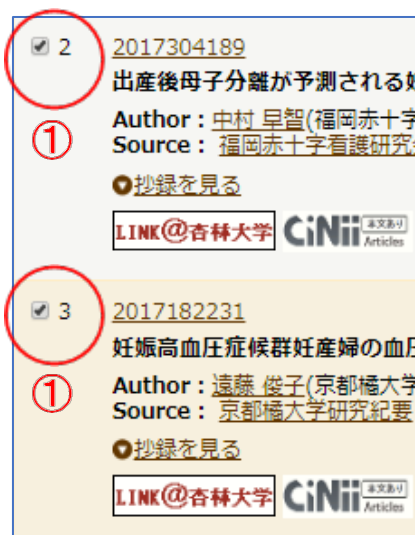 2 2017304189
出産後母子分離が予測される
Author：中村 早智(福岡赤十字
① Source： 福岡赤十字看護研究
抄録を見る
LINK@杏林大学 CiNii 本文あり Articles
3 2017182231
妊娠高血圧症候群妊産婦の血圧
Author：遠藤 俊子(京都橘大学
① Source： 京都橘大学研究紀要
抄録を見る
LINK@杏林大学 CiNii 本文あり Articles